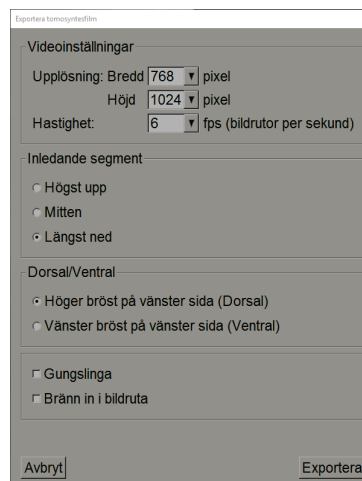 Exportera tomosyntesfilm
Videoinställningar
Upplösning: Bredd 768 pixel
Höjd 1024 pixel
Hastighet: 6 fps (bildrutor per sekund)
Inledande segment
Högst upp
Mitten
Längst ned
Dorsal/Ventral
Höger bröst på vänster sida (Dorsal)
Vänster bröst på vänster sida (Ventral)
Gungslinga
Bränn in i bildruta
Avbryt Exportera